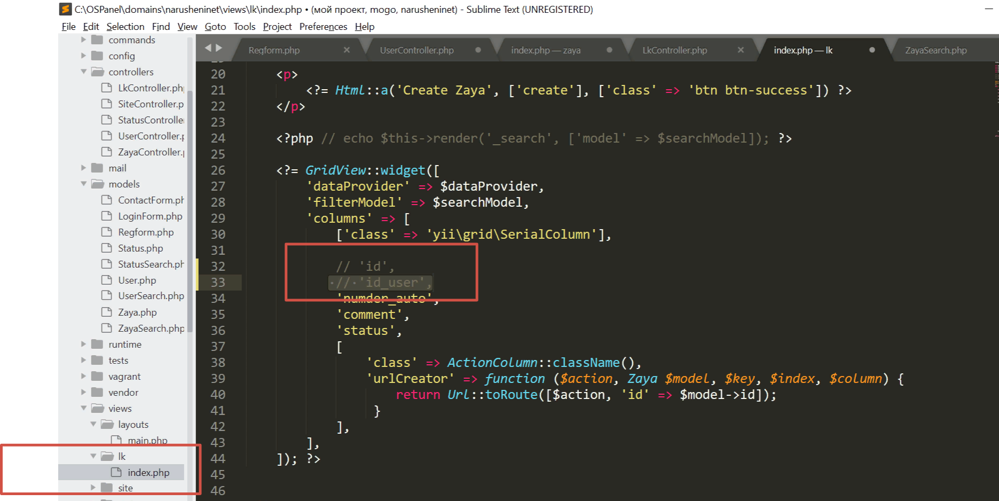 C:\OSPanel\domains\narusheninet\views\lk\index.php • (мой проект, mogo, narusheninet) - Sublime Text (UNREGISTERED)
File Edit Selection Find View Goto Tools Project Preferences Help
commands
config
controllers
LkController.ph
SiteController.p
StatusController
UserController.p
ZayaController.p
mail
models
ContactForm.ph
LoginForm.php
Regform.php
Status.php
StatusSearch.ph
User.php
UserSearch.php
Zaya.php
ZayaSearch.php
runtime
tests
vagrant
vendor
views
layouts
main.php
lk
index.php
site
Regform.php × UserController.php • index.php — zaya • LkController.php × index.php — lk • ZayaSearch.php
20 <p>
21 <?= Html::a('Create Zaya', ['create'], ['class' => 'btn btn-success']) ?>
22 </p>
23
24 <?php // echo $this->render('_search', ['model' => $searchModel]); ?>
25
26 <?= GridView::widget([
27 'dataProvider' => $dataProvider,
28 'filterModel' => $searchModel,
29 'columns' => [
30 ['class' => 'yii\grid\SerialColumn'],
31
32 // 'id',
33 // 'id_user',
34 'numder_auto',
35 'comment',
36 'status',
37 [
38 'class' => ActionColumn::className(),
39 'urlCreator' => function ($action, Zaya $model, $key, $index, $column) {
40 return Url::toRoute([$action, 'id' => $model->id]);
41 }
42 ],
43 ],
44 ]); ?>
45
46